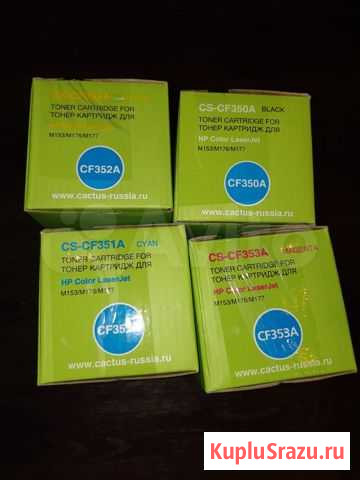 TONER CARTRIDGE FOR
ТОНЕР КАРТРИДЖ ДЛЯ
M153/M176/M177
CF352A
www.cactus-russia.ru
CS-CF350A BLACK
TONER CARTRIDGE FOR
ТОНЕР КАРТРИДЖ ДЛЯ
HP Color LaserJet
M153/M176/M177
CF350A
www.cactus-russia.ru
CS-CF351A CYAN
TONER CARTRIDGE FOR
ТОНЕР КАРТРИДЖ ДЛЯ
HP Color LaserJet
M153/M176/M177
www.cactus-russia.ru
CS-CF353A MAGENTA
TONER CARTRIDGE FOR
ТОНЕР КАРТРИДЖ ДЛЯ
HP Color LaserJet
M153/M176/M177
CF353A
www.cactus-russia.ru
KupluSrazu.ru